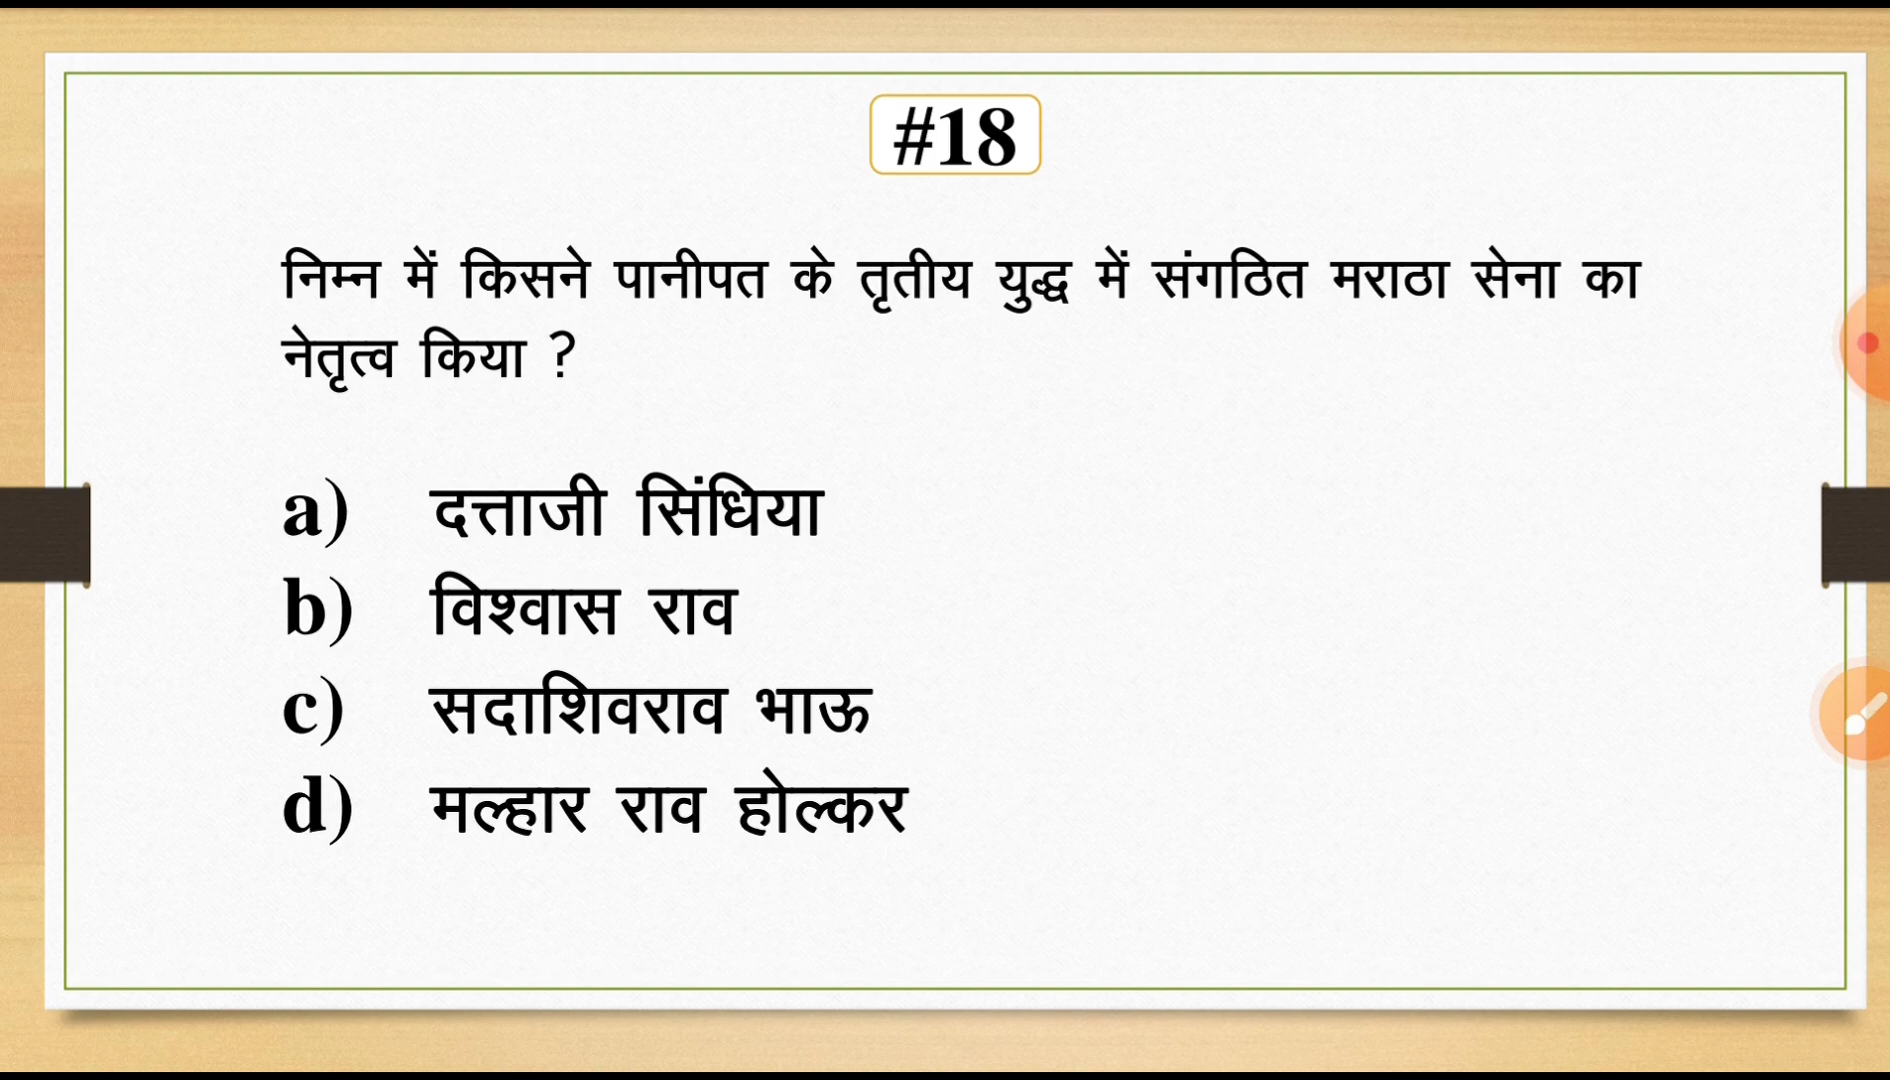 #18
निम्न में किसने पानीपत के तृतीय युद्ध में संगठित मराठा सेना का
नेतृत्व किया ?
a) दत्ताजी सिंधिया
b) विश्वास राव
c) सदाशिवराव भाऊ
d) मल्हार राव होल्कर